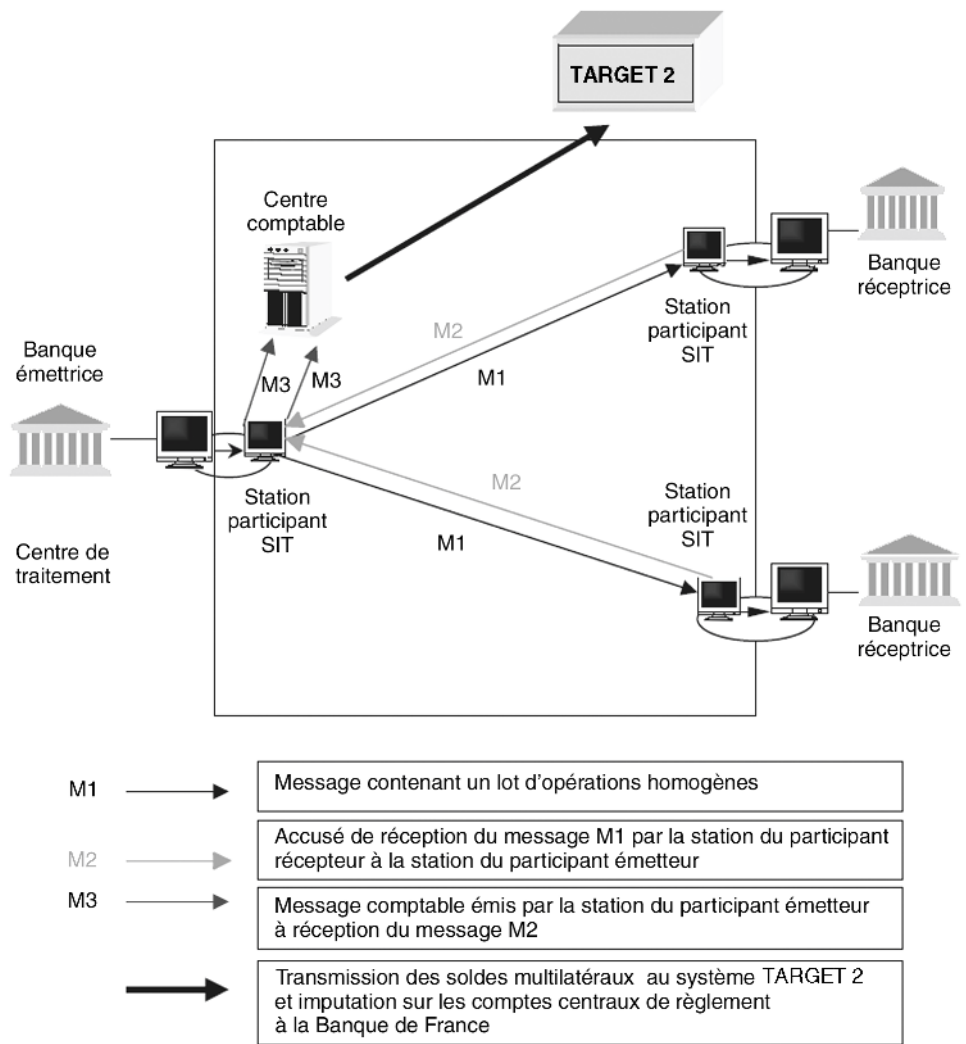 TARGET 2
Centre
comptable
Banque
réceptrice
Station
participant
SIT
M2
M1
Banque
émettrice
M3
M3
Station
participant
SIT
Centre de
traitement
M2
M1
Station
participant
SIT
Banque
réceptrice
M1
Message contenant un lot d'opérations homogènes
M2
Accusé de réception du message M1 par la station du participant
récepteur à la station du participant émetteur
M3
Message comptable émis par la station du participant émetteur
à réception du message M2
Transmission des soldes multilatéraux au système TARGET 2
et imputation sur les comptes centraux de règlement
à la Banque de France